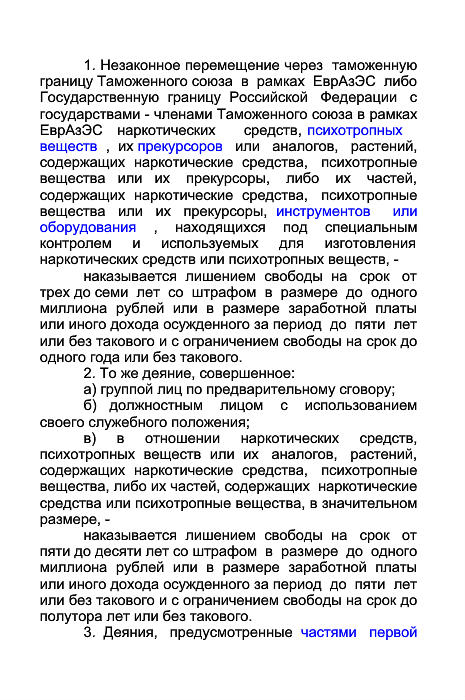 1. Незаконное перемещение через таможенную
границу Таможенного союза в рамках ЕврАзЭС либо
Государственную границу Российской Федерации с
государствами - членами Таможенного союза в рамках
ЕврАзЭС наркотических средств, психотропных
веществ , их прекурсоров или аналогов, растений,
содержащих наркотические средства, психотропные
вещества или их прекурсоры, либо их частей,
содержащих наркотические средства, психотропные
вещества или их прекурсоры, инструментов или
оборудования , находящихся под специальным
контролем и используемых для изготовления
наркотических средств или психотропных веществ, -
наказывается лишением свободы на срок от
трех до семи лет со штрафом в размере до одного
миллиона рублей или в размере заработной платы
или иного дохода осужденного за период до пяти лет
или без такового и с ограничением свободы на срок до
одного года или без такового.
2. То же деяние, совершенное:
а) группой лиц по предварительному сговору;
б) должностным лицом с использованием
своего служебного положения;
в) в отношении наркотических средств,
психотропных веществ или их аналогов, растений,
содержащих наркотические средства, психотропные
вещества, либо их частей, содержащих наркотические
средства или психотропные вещества, в значительном
размере, -
наказывается лишением свободы на срок от
пяти до десяти лет со штрафом в размере до одного
миллиона рублей или в размере заработной платы
или иного дохода осужденного за период до пяти лет
или без такового и с ограничением свободы на срок до
полутора лет или без такового.
3. Деяния, предусмотренные частями первой